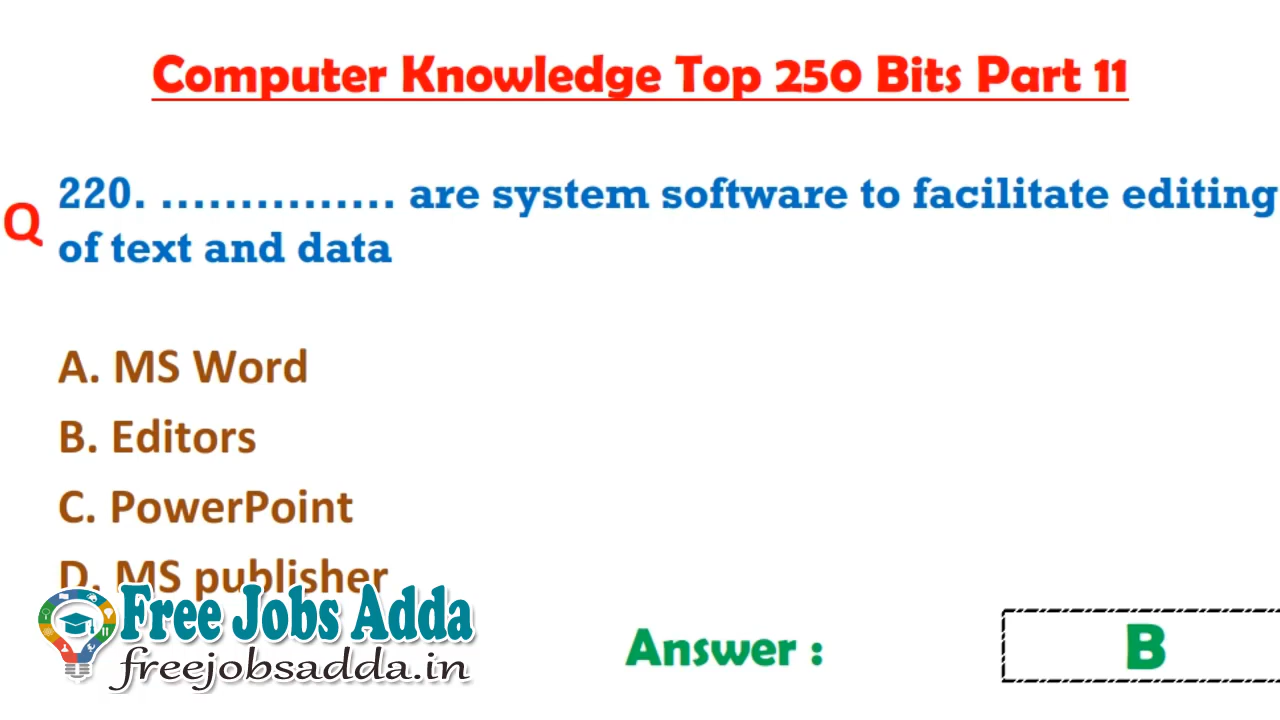 Computer Knowledge Top 250 Bits Part 11
Q 220. ............... are system software to facilitate editing
of text and data
A. MS Word
B. Editors
C. PowerPoint
D. MS publisher
Free Jobs Adda
freejobsadda.in
Answer : B